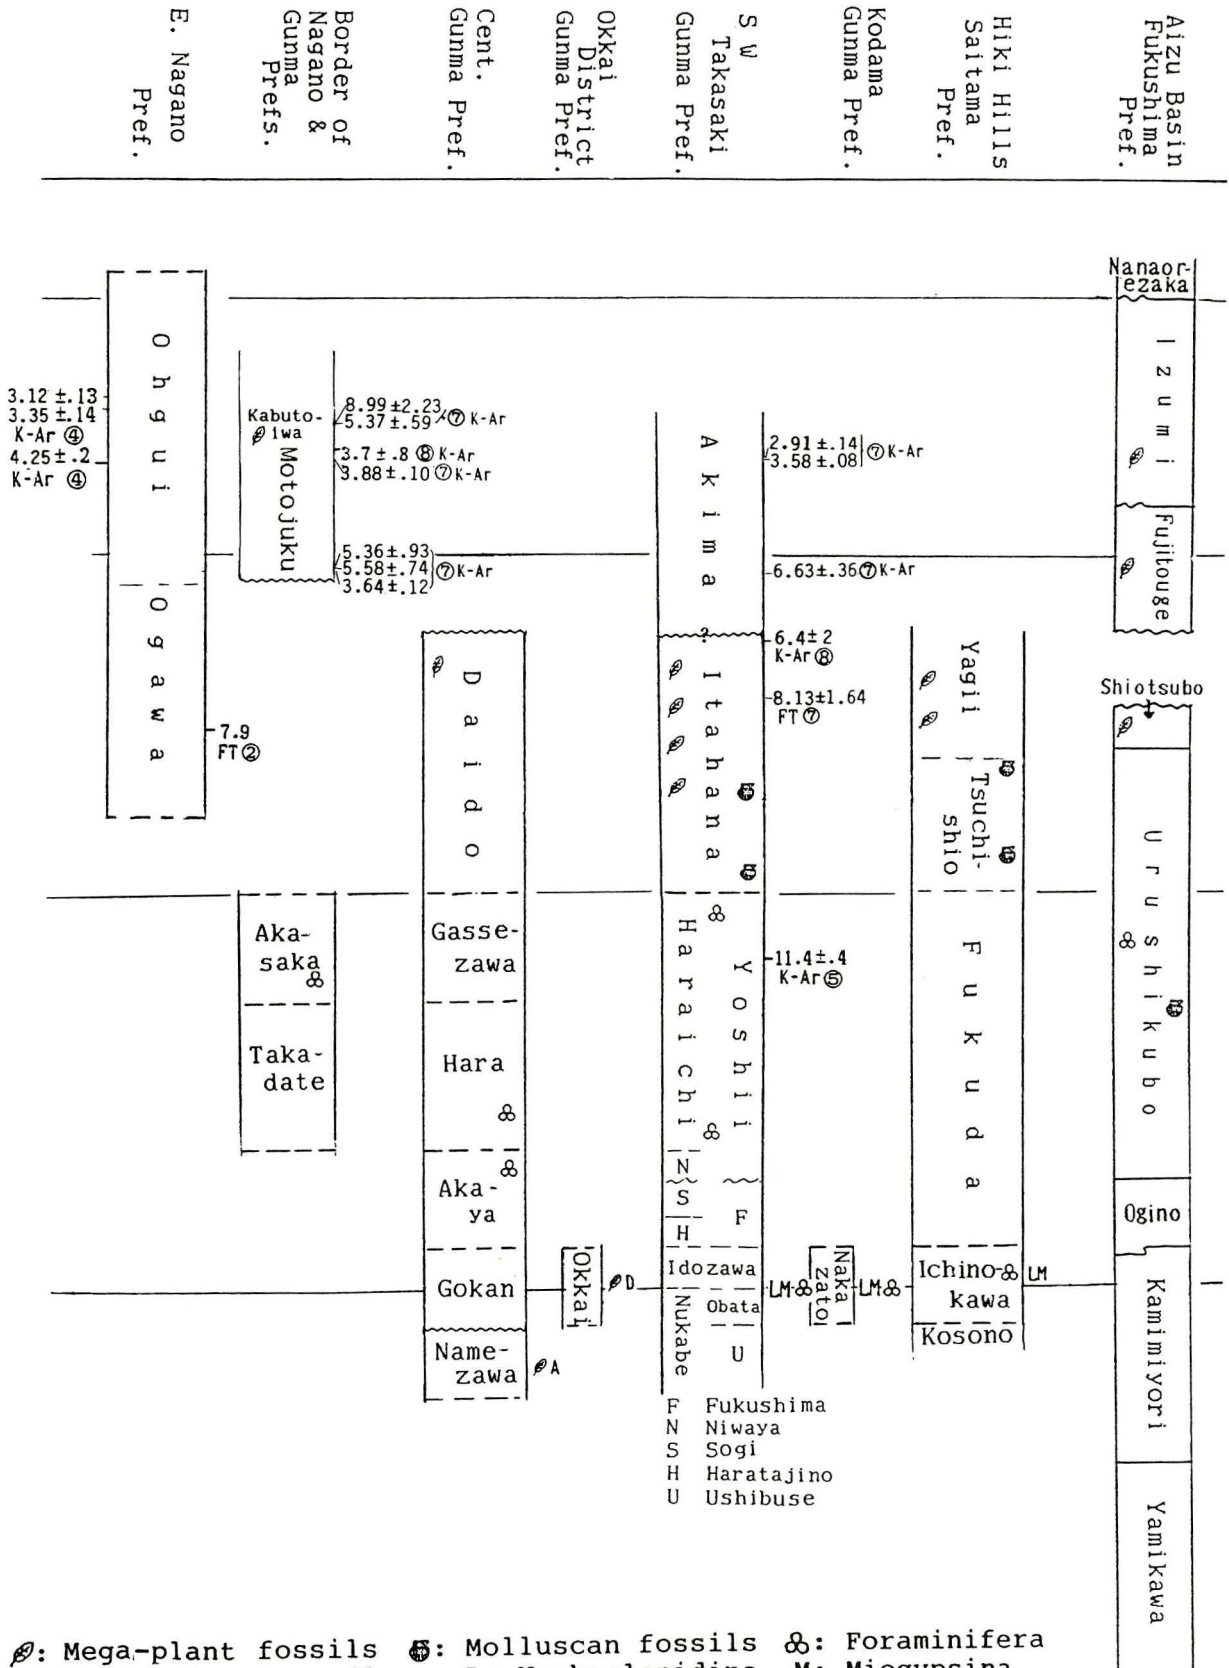 E. Nagano
Pref.
Border of
Nagano &
Gunma
Prefs.
Cent.
Gunma Pref.
Okkai
District
Gunma Pref.
S W
Takasaki
Gunma Pref.
Kodama
Gunma Pref.
Hiki Hills
Saitama
Pref.
Aizu Basin
Fukushima
Pref.
Ohgui
Ogawa
3.12 ±.13
3.35 ±.14
K-Ar ④
4.25 ±.2
K-Ar ④
7.9
FT ②
Kabuto-
iwa
Motojuku
8.99 ±2.23
5.37 ±.59 ⑦ K-Ar
3.7 ±.8 ⑧ K-Ar
3.88 ±.10 ⑦ K-Ar
5.36 ±.93
5.58 ±.74 ⑦ K-Ar
3.64 ±.12
Aka-
saka
Taka-
date
Daido
Gasse-
zawa
Hara
Aka-
ya
Gokan
Name-
zawa
A
Okkai
D
Akima
?
Itahana
Haraichi
Yoshii
N
S
H
F
Idozawa
Nukabe
Obata
U
2.91 ±.14
3.58 ±.08 ⑦ K-Ar
6.63 ±.36 ⑦ K-Ar
6.4 ± 2
K-Ar ⑧
8.13±1.64
FT ⑦
11.4±.4
K-Ar ⑤
LM
Naka
zato
LM
Yagii
Tsuchi-
shio
Fukuda
Ichino-
kawa
LM
Kosono
Nanaor-
ezaka
Izumi
Fujitouge
Shiotsubo
Urushikubo
Ogino
Kamimiyori
Yamikawa
F Fukushima
N Niwaya
S Sogi
H Haratajino
U Ushibuse
: Mega-plant fossils : Molluscan fossils : Foraminifera
M: Miogypsina